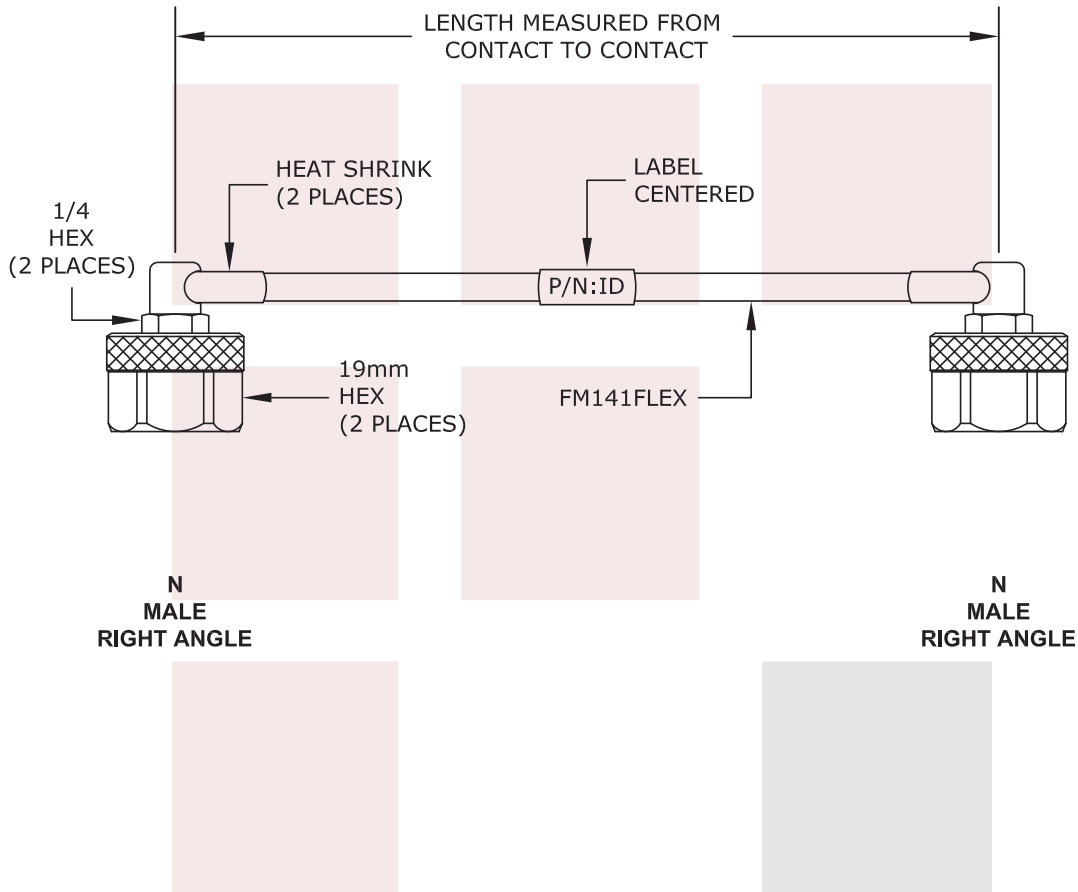 LENGTH MEASURED FROM
CONTACT TO CONTACT
HEAT SHRINK
(2 PLACES)
LABEL
CENTERED
1/4
HEX
(2 PLACES)
P/N:ID
19mm
HEX
(2 PLACES)
FM141FLEX
N
MALE
RIGHT ANGLE
N
MALE
RIGHT ANGLE